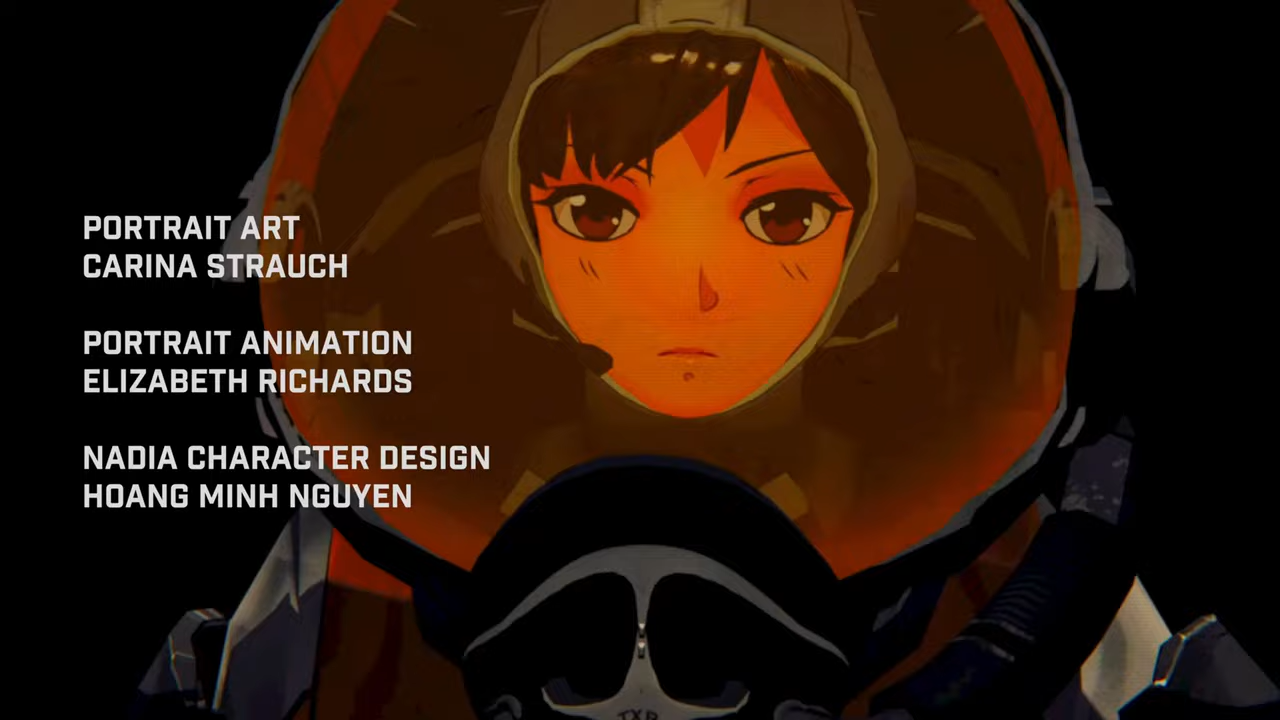 PORTRAIT ART
CARINA STRAUCH
PORTRAIT ANIMATION
ELIZABETH RICHARDS
NADIA CHARACTER DESIGN
HOANG MINH NGUYEN